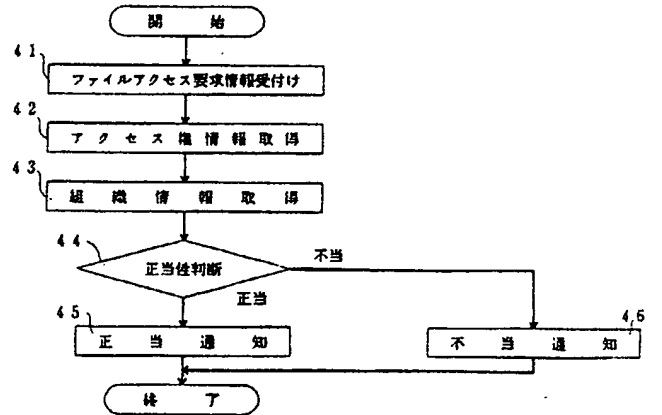 開始
41
ファイルアクセス要求情報受付け
42
アクセス権情報取得
43
組織情報取得
44
正当性判断
不当
正当
45
正当通知
46
不当通知
終了